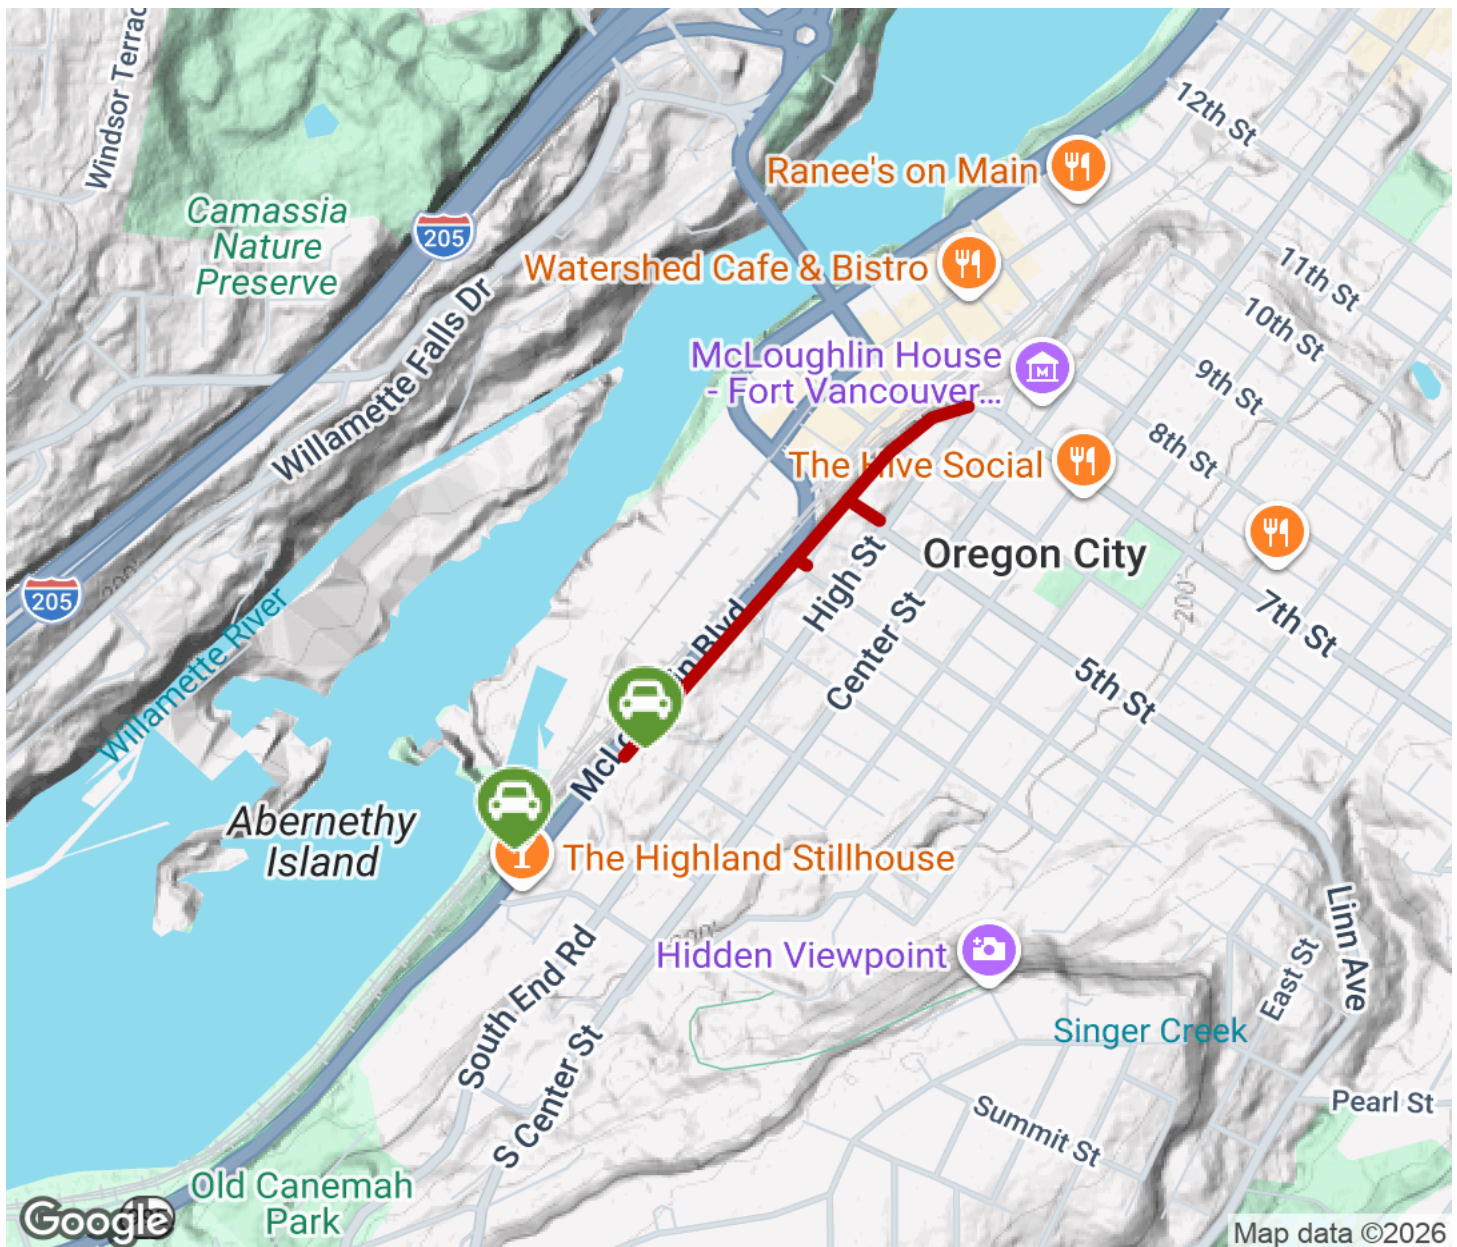 Windsor Terrac
12th St
Ranee's on Main
Camassia
Nature
Preserve
205
Watershed Cafe & Bistro
11th St
10th St
Willamette Falls Dr
McLoughlin House
- Fort Vancouver...
9th St
8th St
The Hive Social
Oregon City
High St
205
200'
7th St
Willamette River
Center St
5th St
Abernethy
Island
The Highland Stillhouse
Linn Ave
South End Rd
Hidden Viewpoint
East St
Singer Creek
S Center St
Summit St
Pearl St
Old Canemah
Park
Google
Map data ©2026